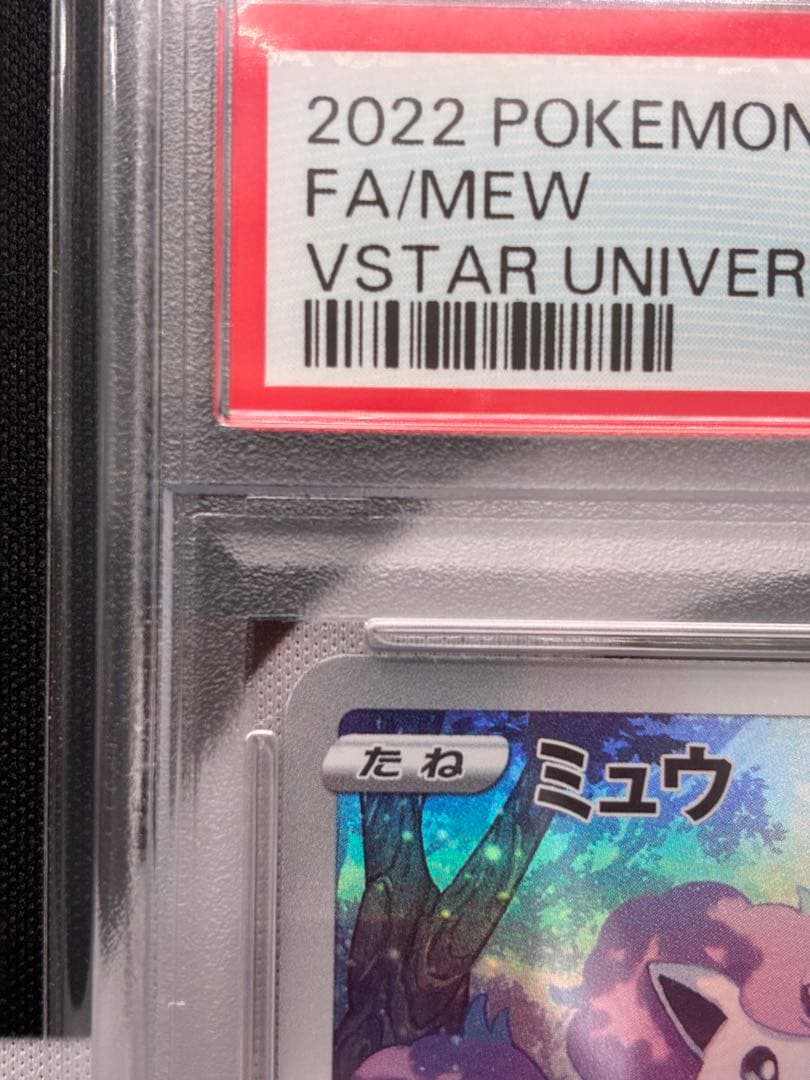 2022 POKEMON
FA/MEW
VSTAR UNIVER
たね ミュウ